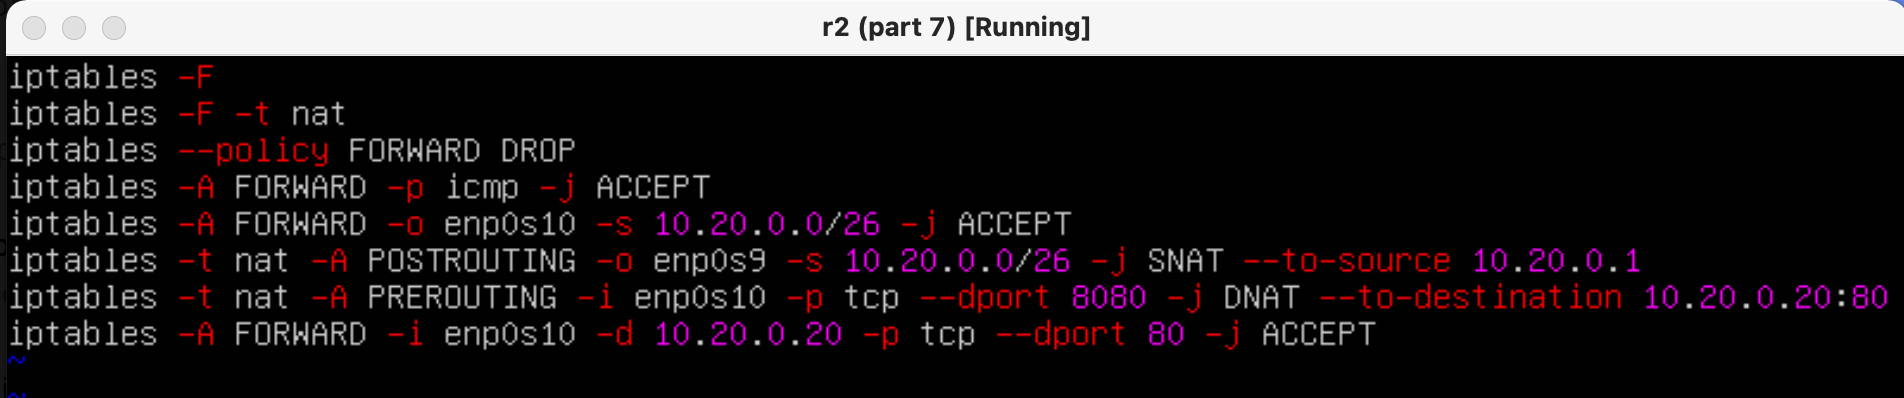 r2 (part 7) [Running]
iptables -F
iptables -F -t nat
iptables --policy FORWARD DROP
iptables -A FORWARD -p icmp -j ACCEPT
iptables -A FORWARD -o enp0s10 -s 10.20.0.0/26 -j ACCEPT
iptables -t nat -A POSTROUTING -o enp0s9 -s 10.20.0.0/26 -j SNAT --to-source 10.20.0.1
iptables -t nat -A PREROUTING -i enp0s10 -p tcp --dport 8080 -j DNAT --to-destination 10.20.0.20:80
iptables -A FORWARD -i enp0s10 -d 10.20.0.20 -p tcp --dport 80 -j ACCEPT
~
~